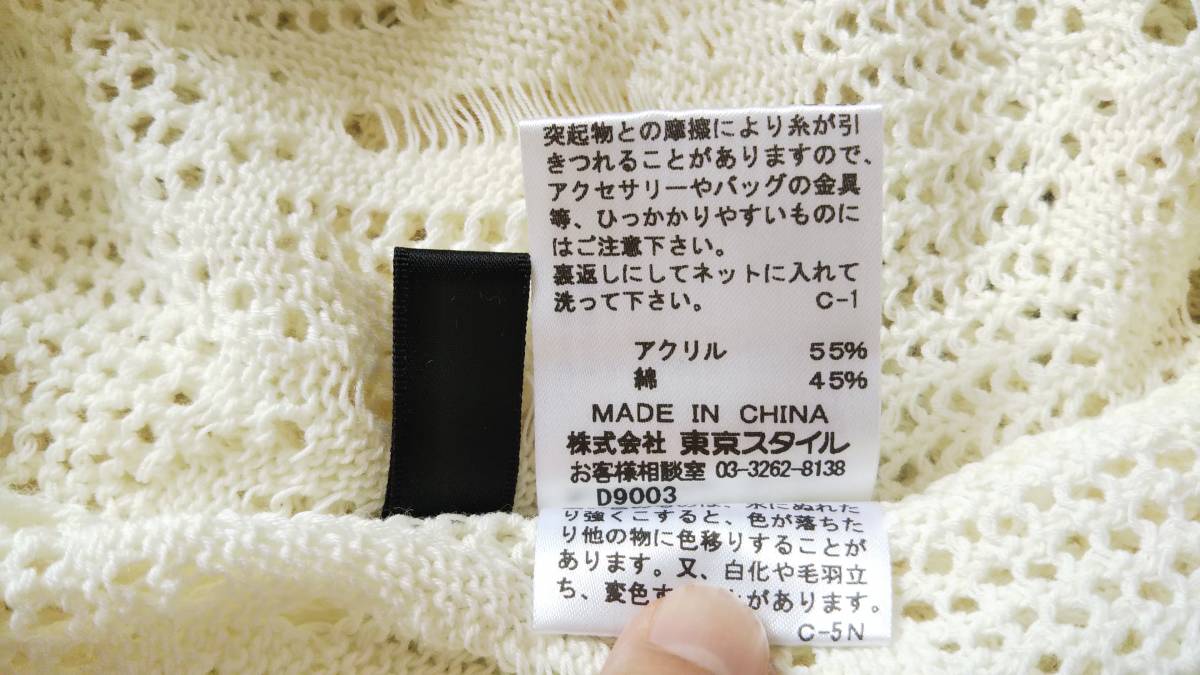 突起物との摩擦により糸が引
きつれることがありますので、
アクセサリーやバッグの金具
等、ひっかかりやすいものに
はご注意下さい。
裏返しにしてネットに入れて
洗って下さい。 C-1
アクリル 55%
綿 45%
MADE IN CHINA
株式会社 東京スタイル
お客様相談室 03-3262-8138
D9003
は、水にぬれた
り強くこすると、色が落ちた
り他の物に色移りすることが
あります。又、白化や毛羽立
ち、変色す があります。
C-5N